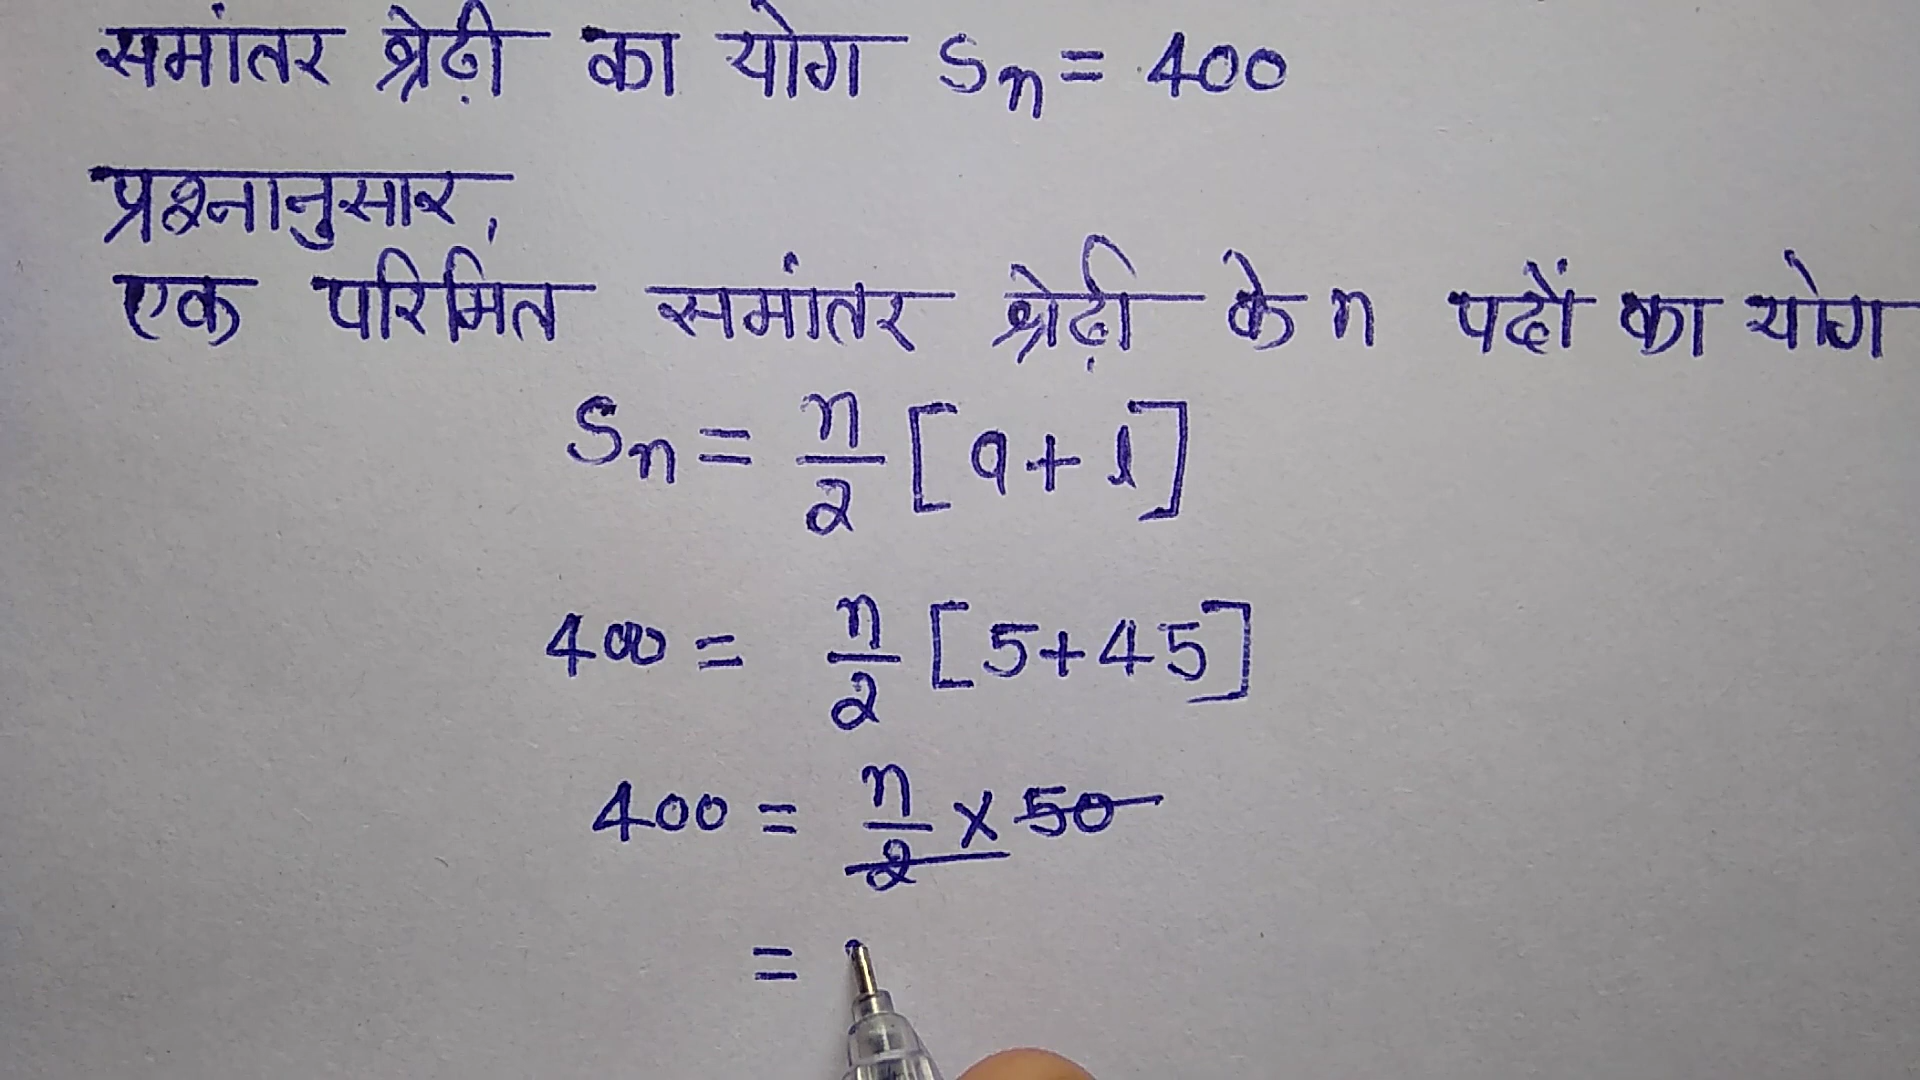 समांतर श्रेढ़ी का योग Sn = 400
प्रश्नानुसार,
एक परिमित समांतर श्रेढ़ी के n पदों का योग
Sn = n/2 [a + l]
400 = n/2 [5+45]
400 = n/2 × 50
=